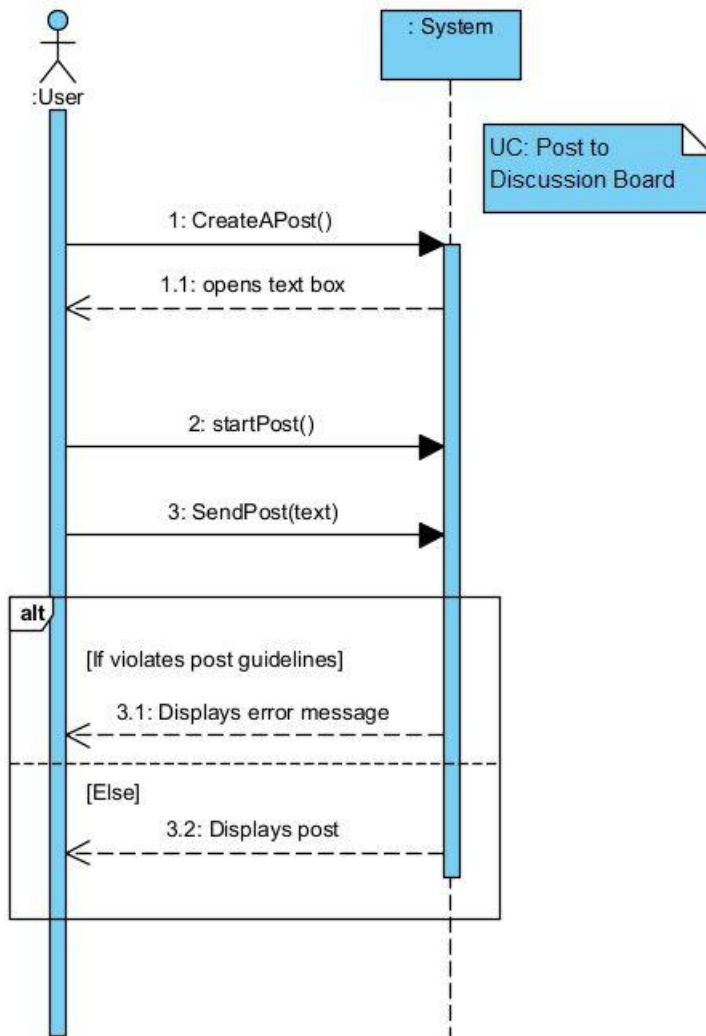 : System
:User
UC: Post to
Discussion Board
1: CreateAPost()
1.1: opens text box
2: startPost()
3: SendPost(text)
alt
[If violates post guidelines]
3.1: Displays error message
[Else]
3.2: Displays post